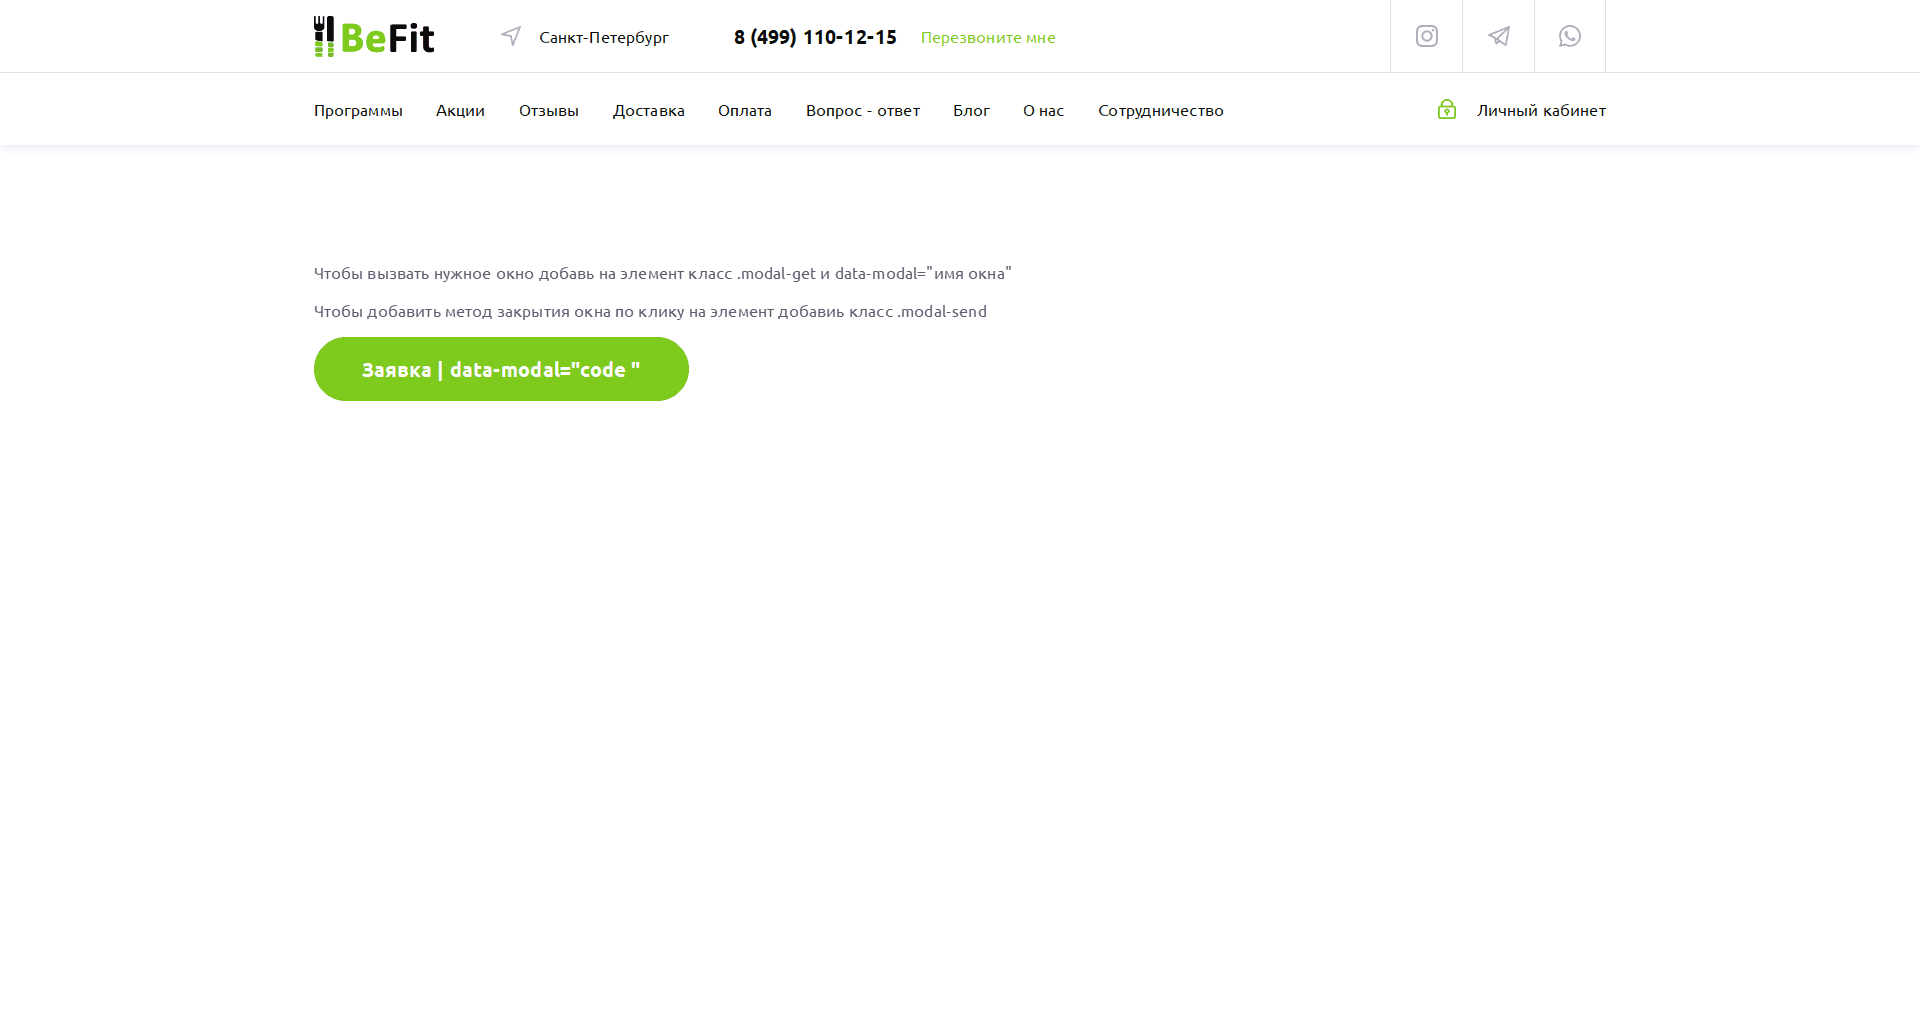 BeFit
Санкт-Петербург
8 (499) 110-12-15
Перезвоните мне
Программы
Акции
Отзывы
Доставка
Оплата
Вопрос - ответ
Блог
О нас
Сотрудничество
Личный кабинет
Чтобы вызвать нужное окно добавь на элемент класс .modal-get и data-modal="имя окна"
Чтобы добавить метод закрытия окна по клику на элемент добавиь класс .modal-send
Заявка | data-modal="code "